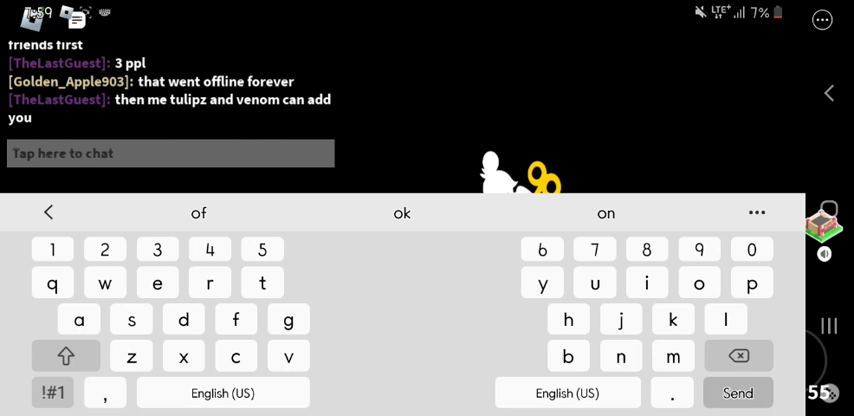 :59
LTE+ 7%
friends first
[TheLastGuest]: 3 ppl
[Golden_Apple903]: that went offline forever
[TheLastGuest]: then me tulipz and venom can add
you
Tap here to chat
of ok on
1 2 3 4 5 6 7 8 9 0
q w e r t y u i o p
a s d f g h j k l
z x c v b n m
!#1 , English (US) English (US) . Send
55